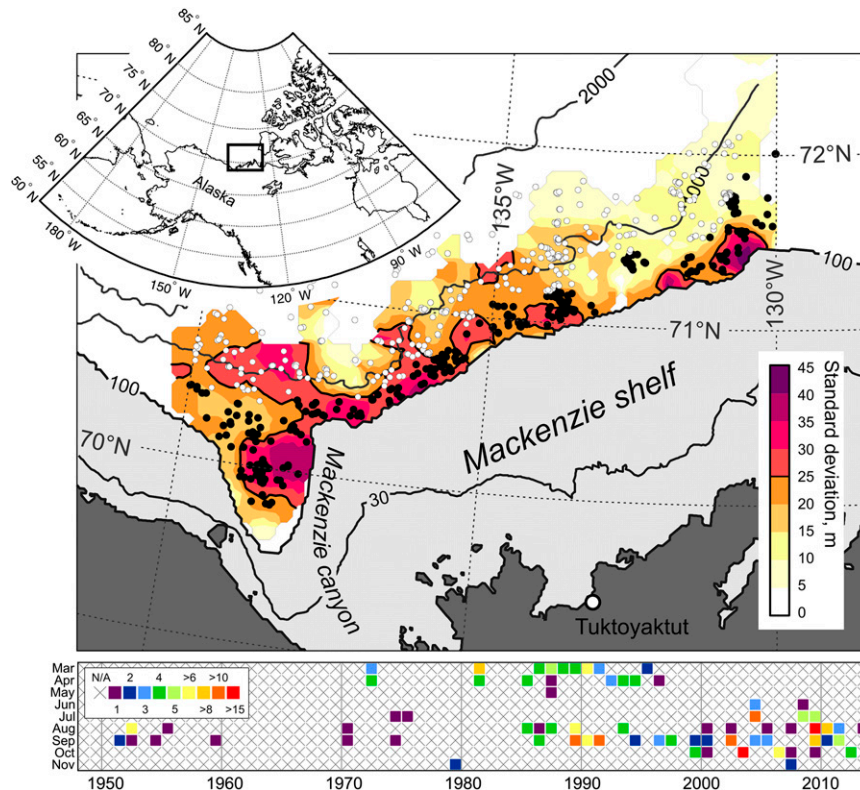 85° N
80° N
75° N
70° N
65° N
60° N
55° N
50° N
180° W
150° W
120° W
90° W
Alaska
2000
1000
72°N
135°W
100
130°W
71°N
100
70°N
Mackenzie shelf
Mackenzie canyon
30
Tuktoyaktut
Standard deviation, m
45
40
35
30
25
20
15
10
5
0
Mar
Apr
May
Jun
Jul
Aug
Sep
Oct
Nov
N/A 2 4 >6 >10
1 3 5 >8 >15
1950 1960 1970 1980 1990 2000 2010